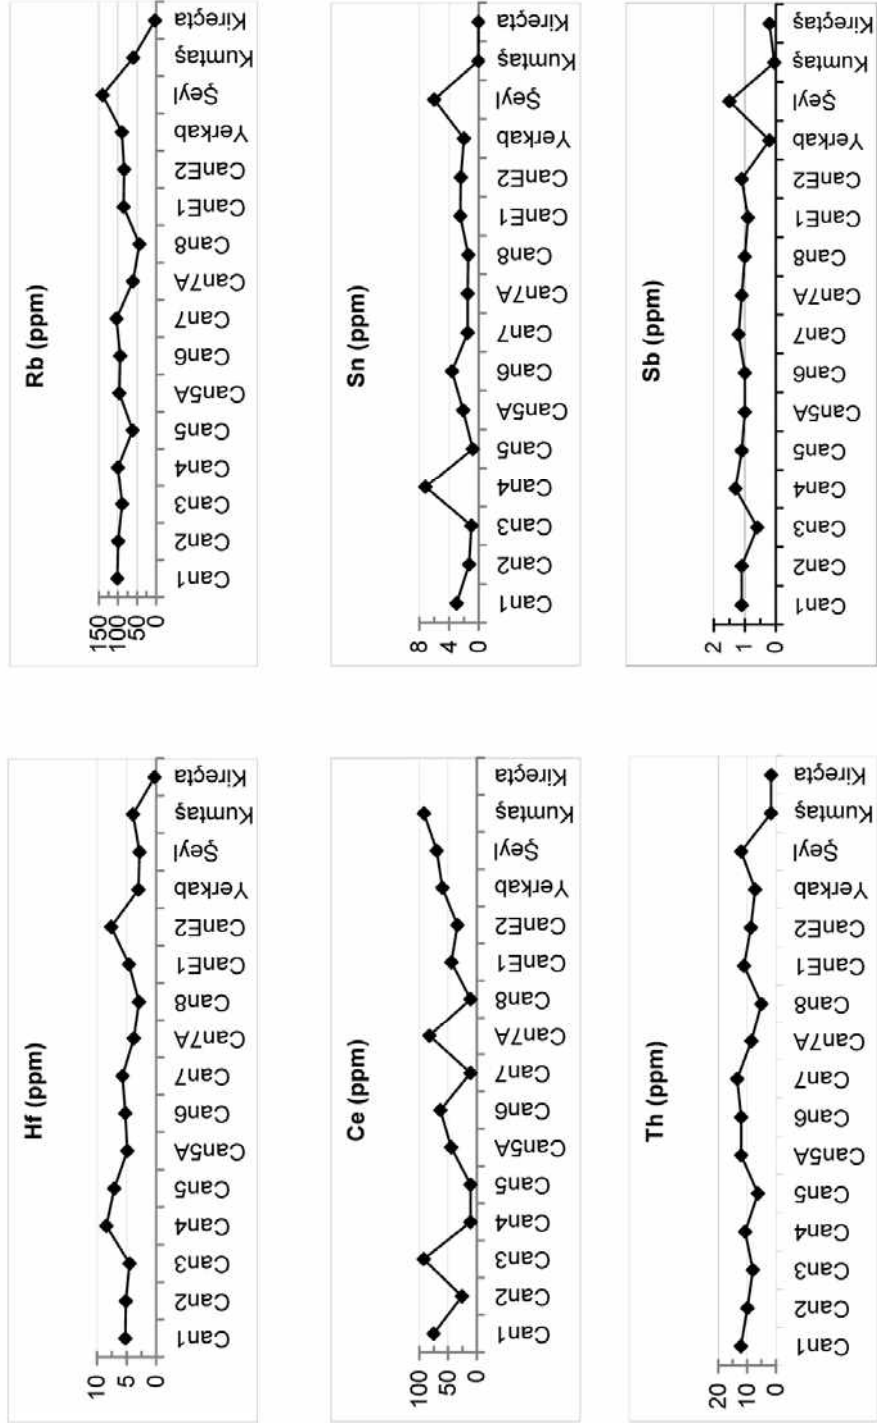 Hf (ppm)
10
5
0
Can1 Can2 Can3 Can4 Can5 Can5A Can6 Can7 Can7A Can8 CanE1 CanE2 Yerkab Şeyl Kumtaş Kireçta
Rb (ppm)
150
100
50
0
Can1 Can2 Can3 Can4 Can5 Can5A Can6 Can7 Can7A Can8 CanE1 CanE2 Yerkab Şeyl Kumtaş Kireçta
Ce (ppm)
100
50
0
Can1 Can2 Can3 Can4 Can5 Can5A Can6 Can7 Can7A Can8 CanE1 CanE2 Yerkab Şeyl Kumtaş Kireçta
Sn (ppm)
8
4
0
Can1 Can2 Can3 Can4 Can5 Can5A Can6 Can7 Can7A Can8 CanE1 CanE2 Yerkab Şeyl Kumtaş Kireçta
Th (ppm)
20
10
0
Can1 Can2 Can3 Can4 Can5 Can5A Can6 Can7 Can7A Can8 CanE1 CanE2 Yerkab Şeyl Kumtaş Kireçta
Sb (ppm)
2
1
0
Can1 Can2 Can3 Can4 Can5 Can5A Can6 Can7 Can7A Can8 CanE1 CanE2 Yerkab Şeyl Kumtaş Kireçtaş